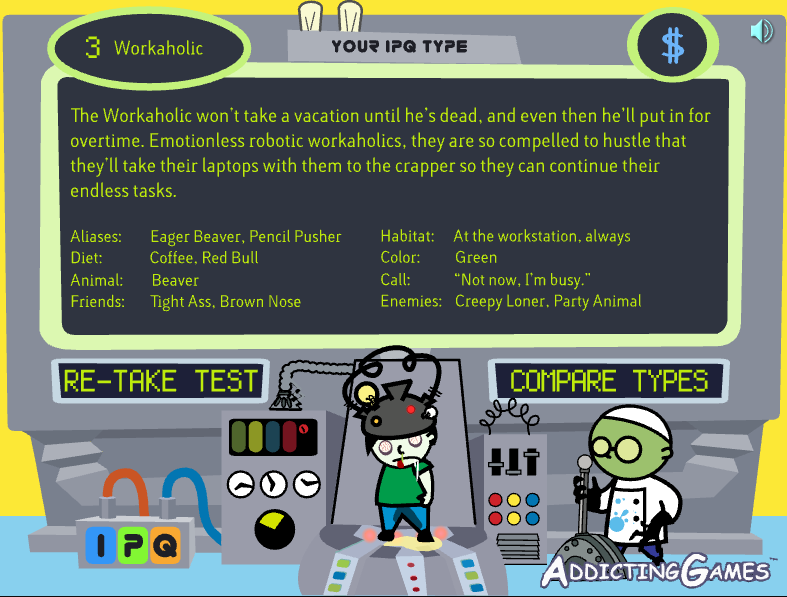 3 Workaholic
YOUR IPQ TYPE
$
The Workaholic won't take a vacation until he's dead, and even then he'll put in for
overtime. Emotionless robotic workaholics, they are so compelled to hustle that
they'll take their laptops with them to the crapper so they can continue their
endless tasks.
Aliases: Eager Beaver, Pencil Pusher
Diet: Coffee, Red Bull
Animal: Beaver
Friends: Tight Ass, Brown Nose
Habitat: At the workstation, always
Color: Green
Call: “Not now, I'm busy.”
Enemies: Creepy Loner, Party Animal
RE-TAKE TEST
COMPARE TYPES
IPQ
ADDICTINGGAMES™